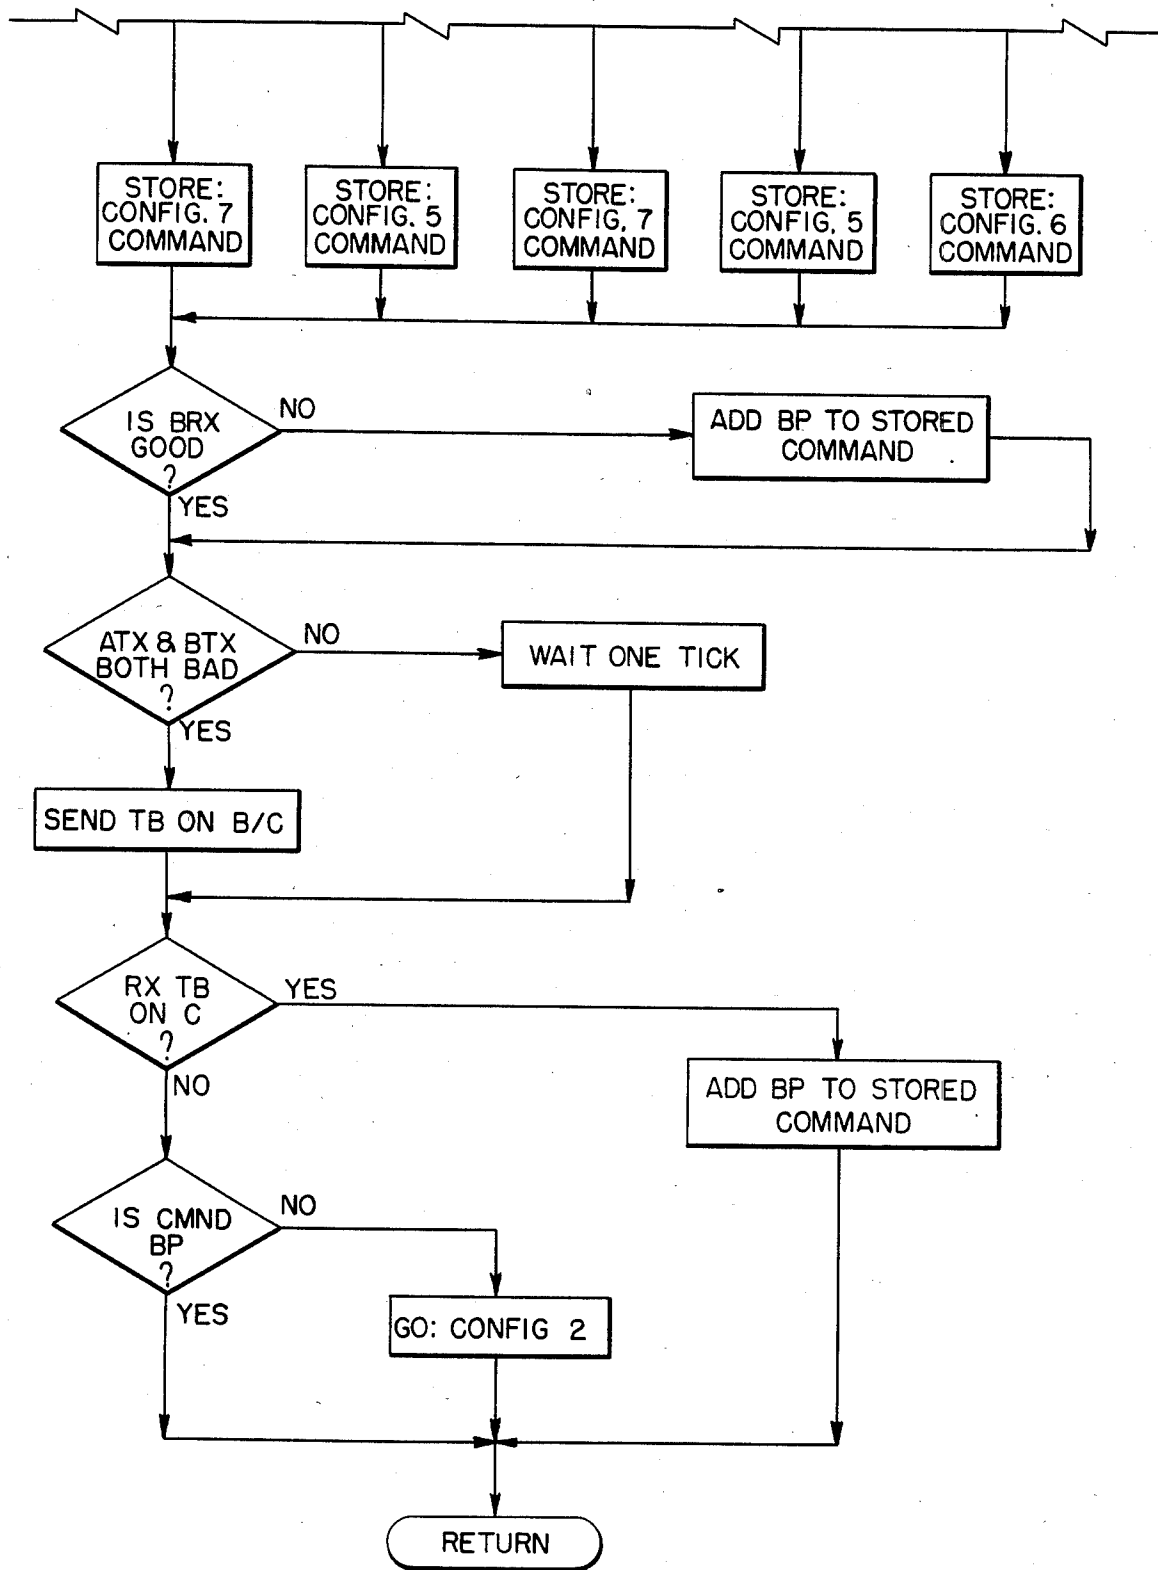 STORE:
CONFIG. 7
COMMAND
STORE:
CONFIG. 5
COMMAND
STORE:
CONFIG, 7
COMMAND
STORE:
CONFIG, 5
COMMAND
STORE:
CONFIG. 6
COMMAND
IS BRX
GOOD
?
NO
YES
ADD BP TO STORED
COMMAND
ATX & BTX
BOTH BAD
?
NO
YES
WAIT ONE TICK
SEND TB ON B/C
RX TB
ON C
?
YES
NO
ADD BP TO STORED
COMMAND
IS CMND
BP
?
NO
YES
GO: CONFIG 2
RETURN